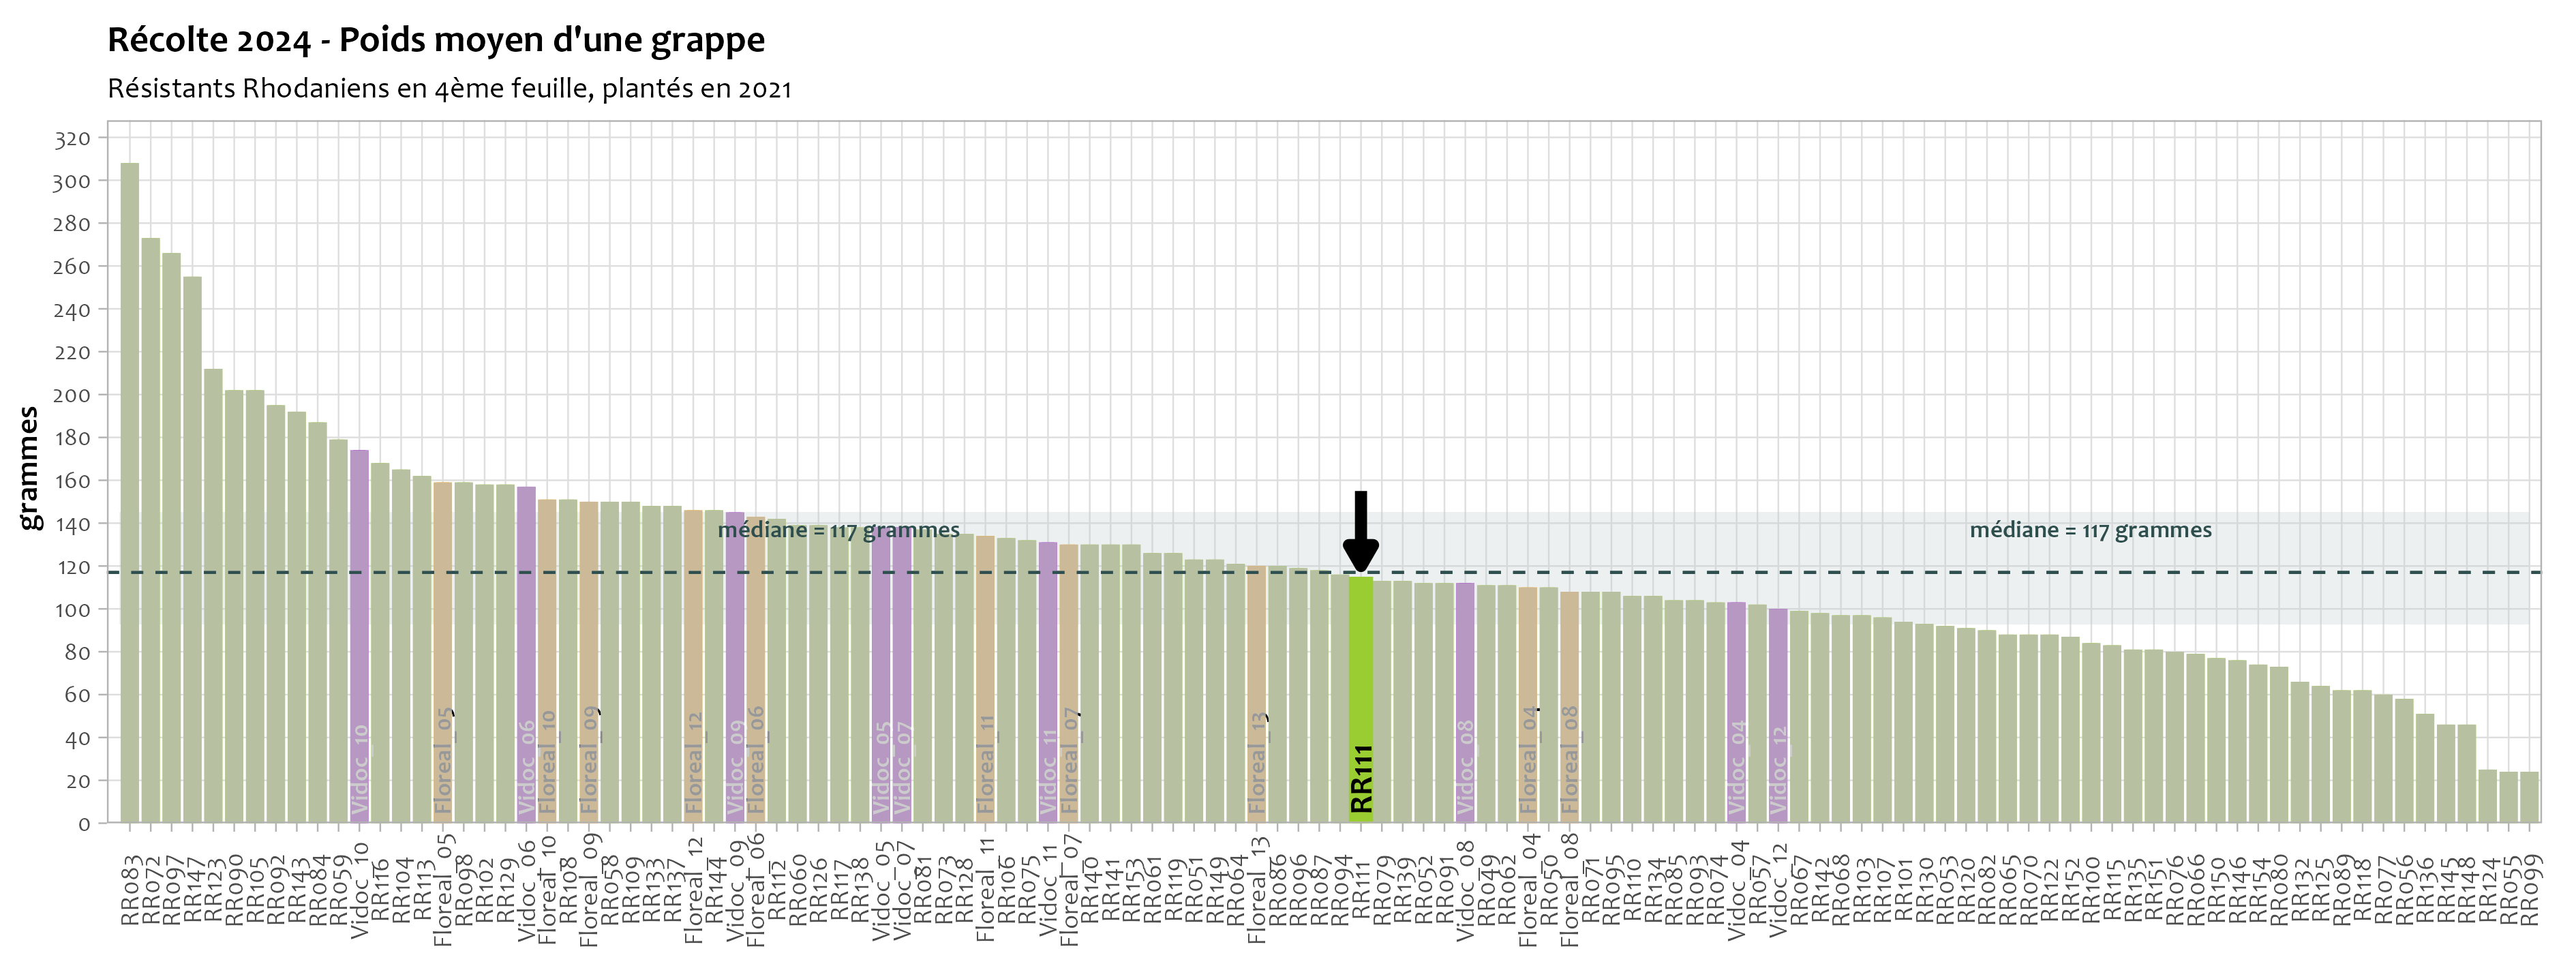 Récolte 2024 - Poids moyen d'une grappe
Résistants Rhodaniens en 4ème feuille, plantés en 2021
grammes
320
300
280
260
240
220
200
180
160
140
120
100
80
60
40
20
0
médiane = 117 grammes
médiane = 117 grammes
Vidoc_10
Floreal_05
Vidoc_06
Floreal_10
Floreal_09
Floreal_12
Vidoc_09
Floreal_06
Vidoc_05
Vidoc_07
Floreal_11
Vidoc_11
Floreal_07
Floreal_13
RR111
Vidoc_08
Floreal_04
Floreal_08
Vidoc_04
Vidoc_12
RR083
RR072
RR097
RR147
RR123
RR090
RR105
RR092
RR143
RR084
RR059
Vidoc_10
RR116
RR104
RR113
Floreal_05
RR098
RR102
RR129
Vidoc_06
Floreal_10
RR108
Floreal_09
RR058
RR109
RR133
RR137
Floreal_12
RR144
Vidoc_09
Floreal_06
RR112
RR060
RR126
RR117
RR138
Vidoc_05
Vidoc_07
RR081
RR073
RR128
Floreal_11
RR106
RR075
Vidoc_11
Floreal_07
RR140
RR141
RR153
RR061
RR119
RR051
RR149
RR064
Floreal_13
RR086
RR096
RR087
RR094
RR111
RR079
RR139
RR052
RR091
Vidoc_08
RR049
RR062
Floreal_04
RR050
Floreal_08
RR071
RR095
RR110
RR134
RR085
RR093
RR074
Vidoc_04
RR057
Vidoc_12
RR067
RR142
RR068
RR103
RR107
RR101
RR130
RR053
RR120
RR082
RR065
RR070
RR122
RR152
RR100
RR115
RR135
RR151
RR076
RR066
RR150
RR146
RR154
RR080
RR132
RR125
RR089
RR118
RR077
RR056
RR136
RR145
RR148
RR124
RR055
RR099